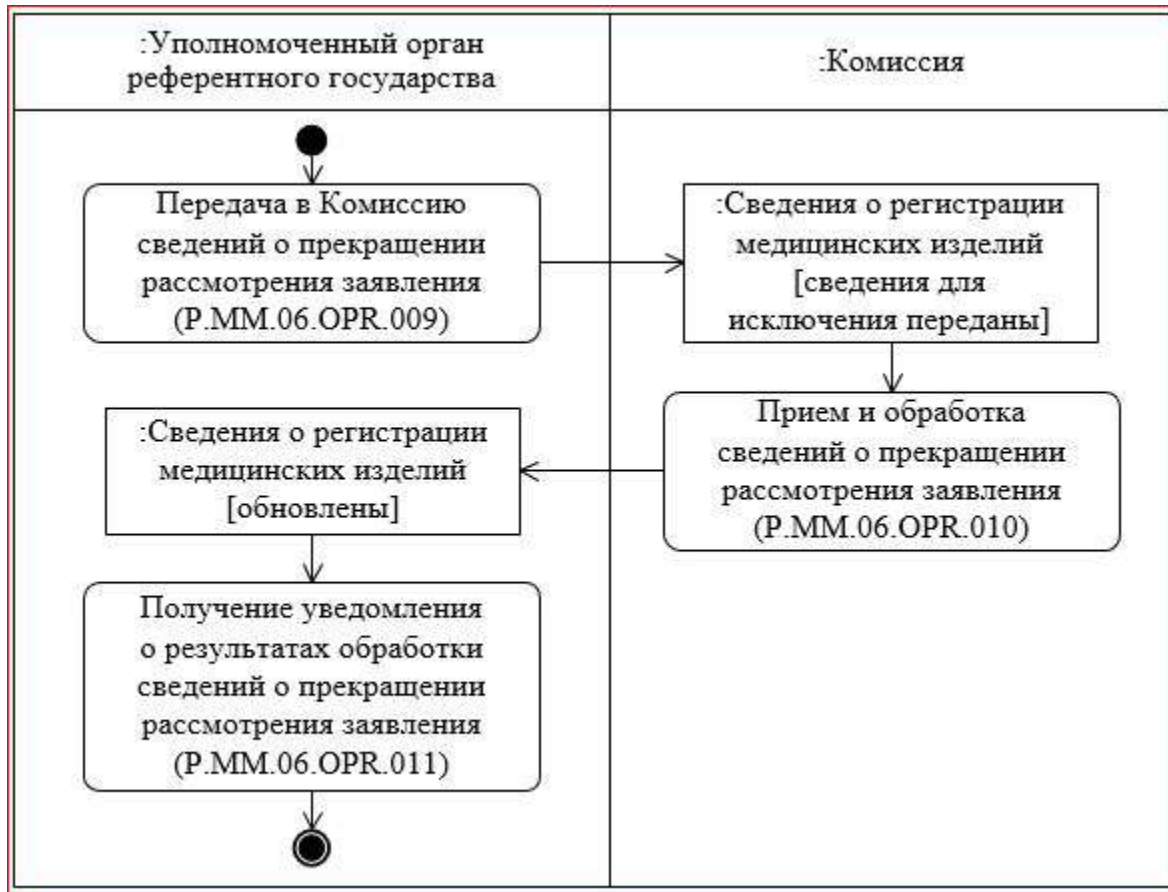 :Уполномоченный орган
референтного государства
:Комиссия
Передача в Комиссию
сведений о прекращении
рассмотрения заявления
(P.MM.06.OPR.009)
:Сведения о регистрации
медицинских изделий
[сведения для
исключения переданы]
Прием и обработка
сведений о прекращении
рассмотрения заявления
(P.MM.06.OPR.010)
:Сведения о регистрации
медицинских изделий
[обновлены]
Получение уведомления
о результатах обработки
сведений о прекращении
рассмотрения заявления
(P.MM.06.OPR.011)